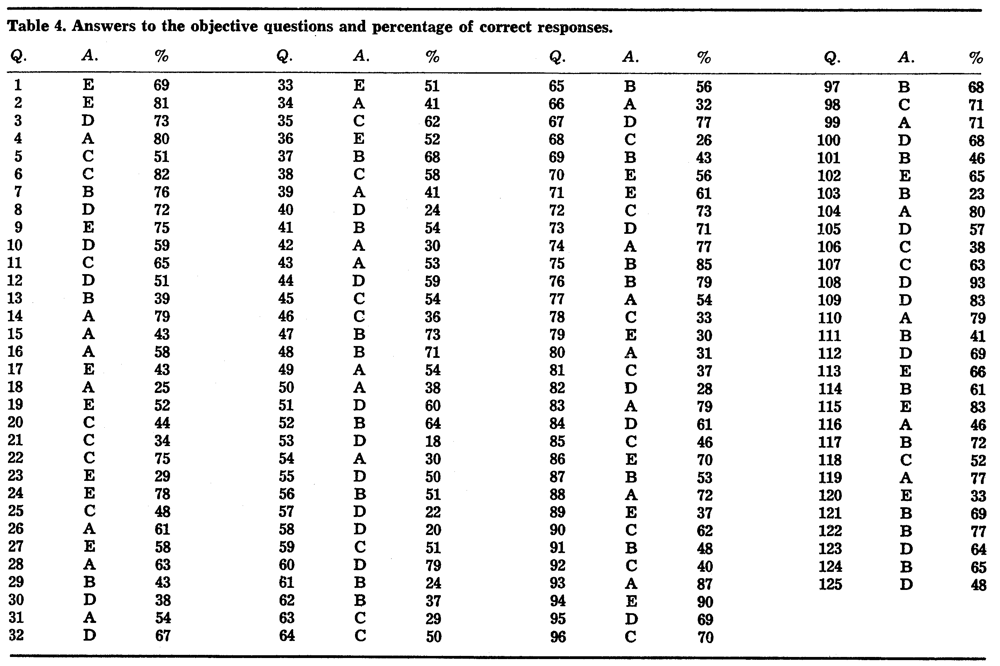 Table 4. Answers to the objective questions and percentage of correct responses.
Q. A. % Q. A. % Q. A. % Q. A. %
1 E 69 33 E 51 65 B 56 97 B 68
2 E 81 34 A 41 66 A 32 98 C 71
3 D 73 35 C 62 67 D 77 99 A 71
4 A 80 36 E 52 68 C 26 100 D 68
5 C 51 37 B 68 69 B 43 101 B 46
6 C 82 38 C 58 70 E 56 102 E 65
7 B 76 39 A 41 71 E 61 103 B 23
8 D 72 40 D 24 72 C 73 104 A 80
9 E 75 41 B 54 73 D 71 105 D 57
10 D 59 42 A 30 74 A 77 106 C 38
11 C 65 43 A 53 75 B 85 107 C 63
12 D 51 44 D 59 76 B 79 108 D 93
13 B 39 45 C 54 77 A 54 109 D 83
14 A 79 46 C 36 78 C 33 110 A 79
15 A 43 47 B 73 79 E 30 111 B 41
16 A 58 48 B 71 80 A 31 112 D 69
17 E 43 49 A 54 81 C 37 113 E 66
18 A 25 50 A 38 82 D 28 114 B 61
19 E 52 51 D 60 83 A 79 115 E 83
20 C 44 52 B 64 84 D 61 116 A 46
21 C 34 53 D 18 85 C 46 117 B 72
22 C 75 54 A 30 86 E 70 118 C 52
23 E 29 55 D 50 87 B 53 119 A 77
24 E 78 56 B 51 88 A 72 120 E 33
25 C 48 57 D 22 89 E 37 121 B 69
26 A 61 58 D 20 90 C 62 122 B 77
27 E 58 59 C 51 91 B 48 123 D 64
28 A 63 60 D 79 92 C 40 124 B 65
29 B 43 61 B 24 93 A 87 125 D 48
30 D 38 62 B 37 94 E 90
31 A 54 63 C 29 95 D 69
32 D 67 64 C 50 96 C 70